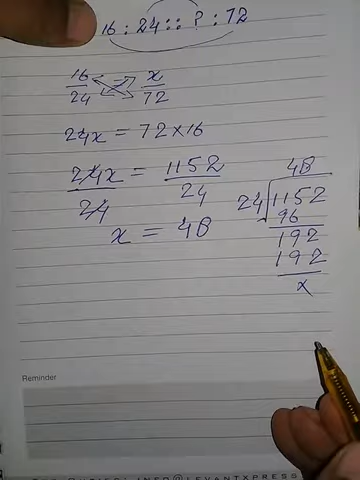 16 : 24 :: ? : 72
16/24 x/72
24x = 72×16
24x/24 = 1152/24
x = 48
48
24 1152
96
192
192
x
Reminder
LEVANTXPRESS